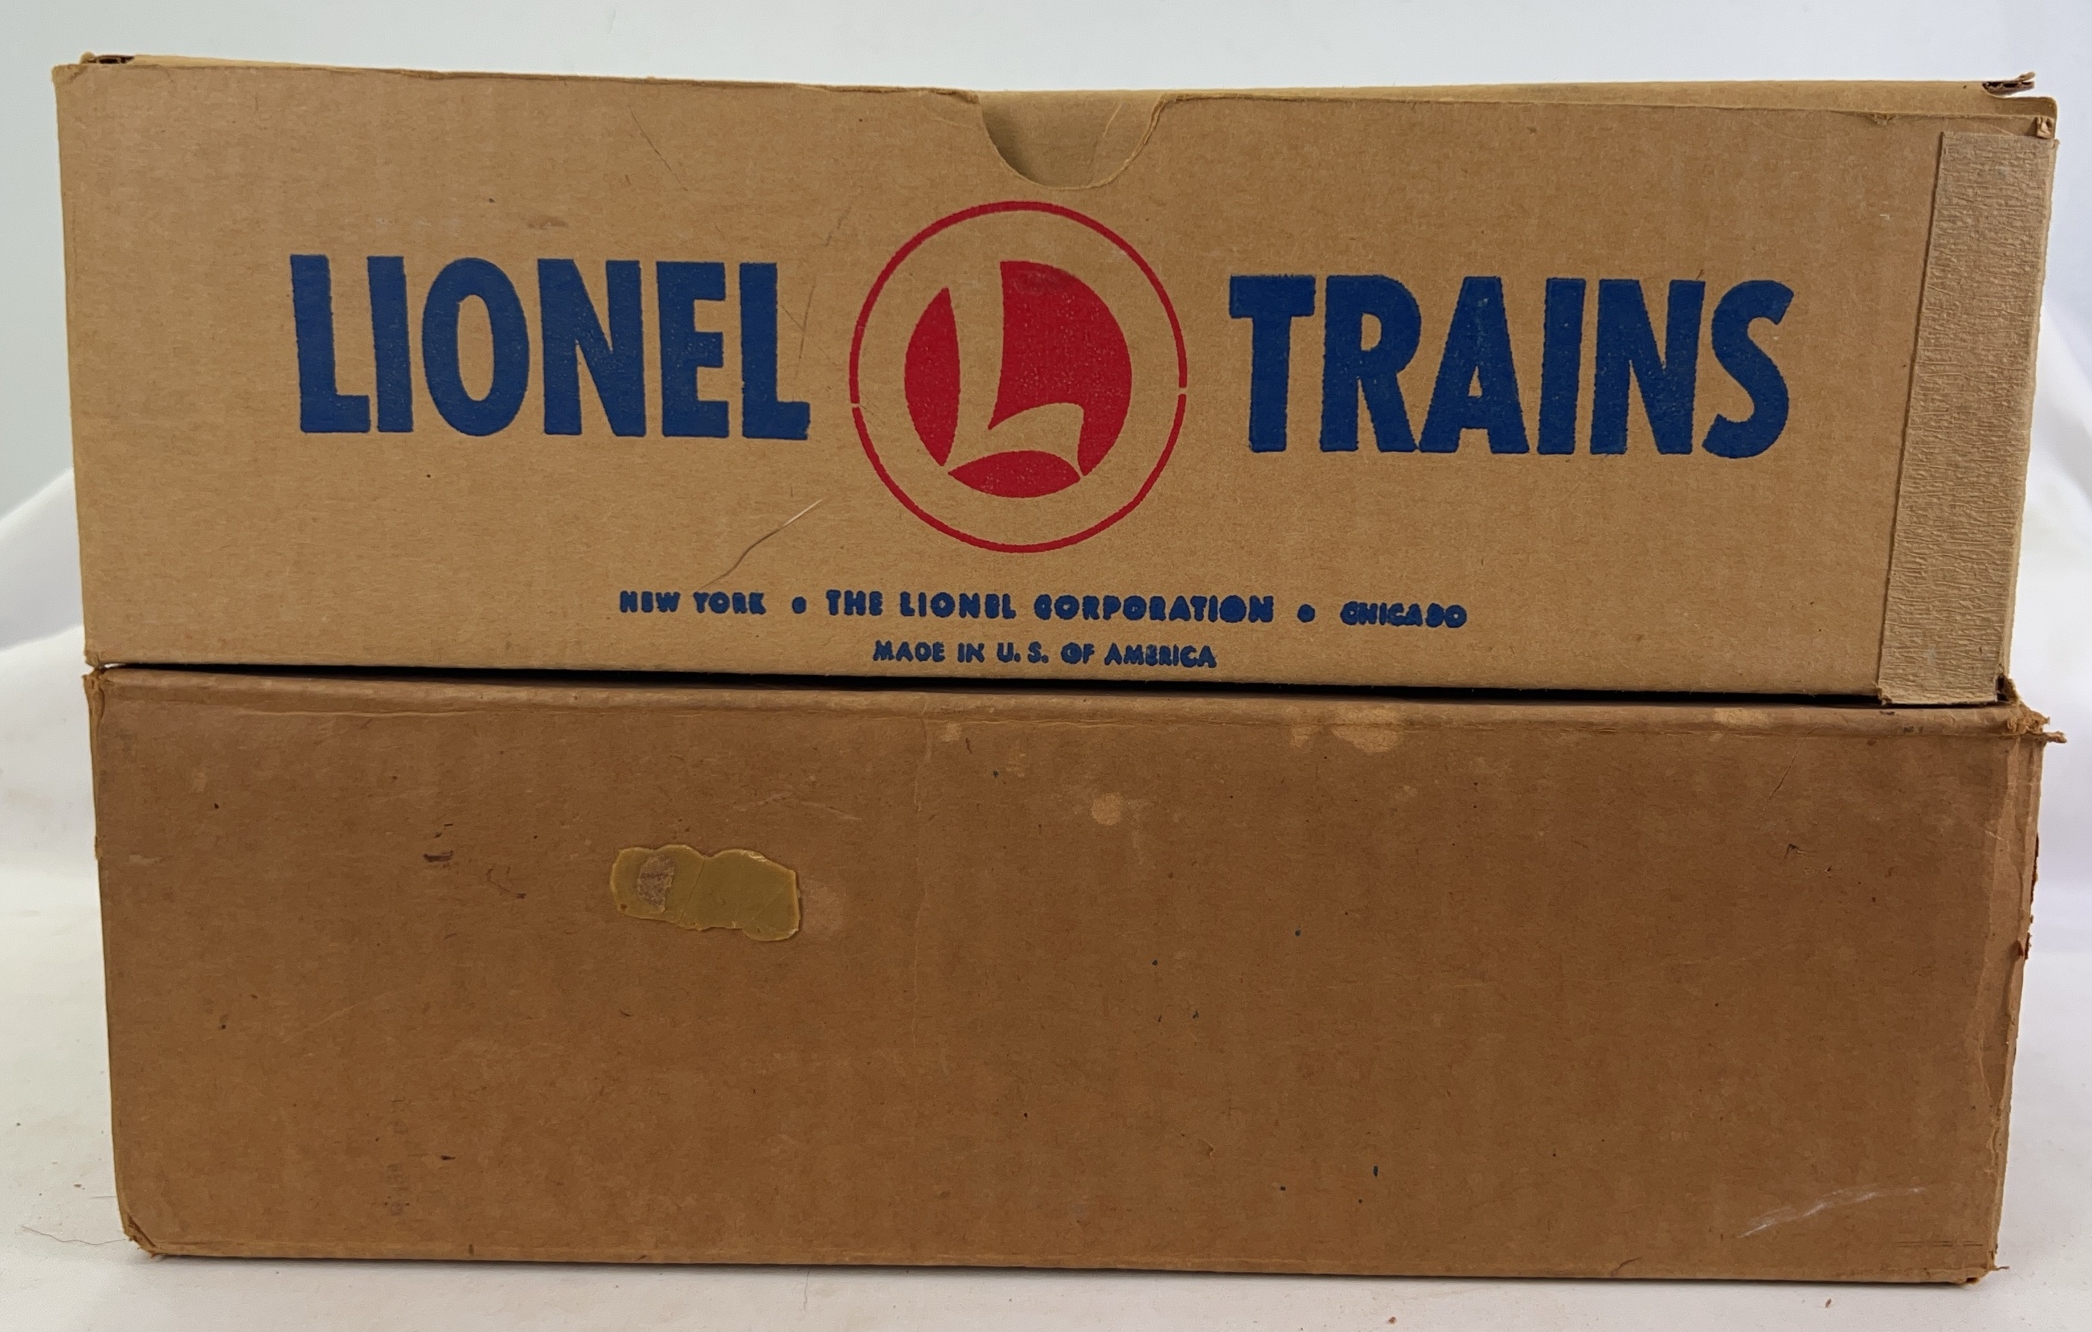 LIONEL L TRAINS
NEW YORK • THE LIONEL CORPORATION • CHICAGO
MADE IN U. S. OF AMERICA